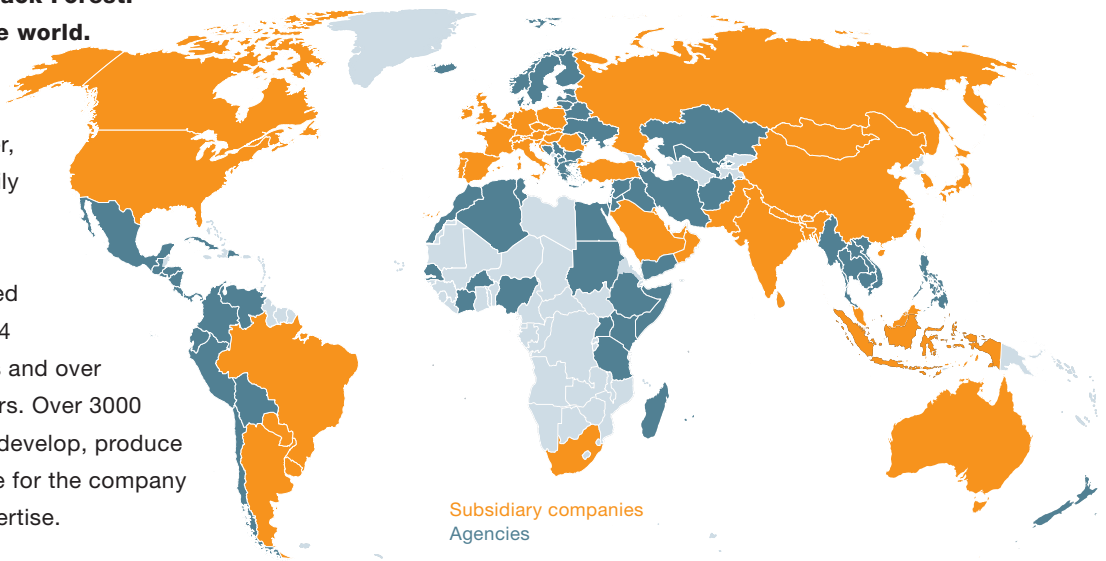 ack Forest.
e world.
r,
lly
ed
4
s and over
rs. Over 3000
develop, produce
e for the company
ertise.
Subsidiary companies
Agencies